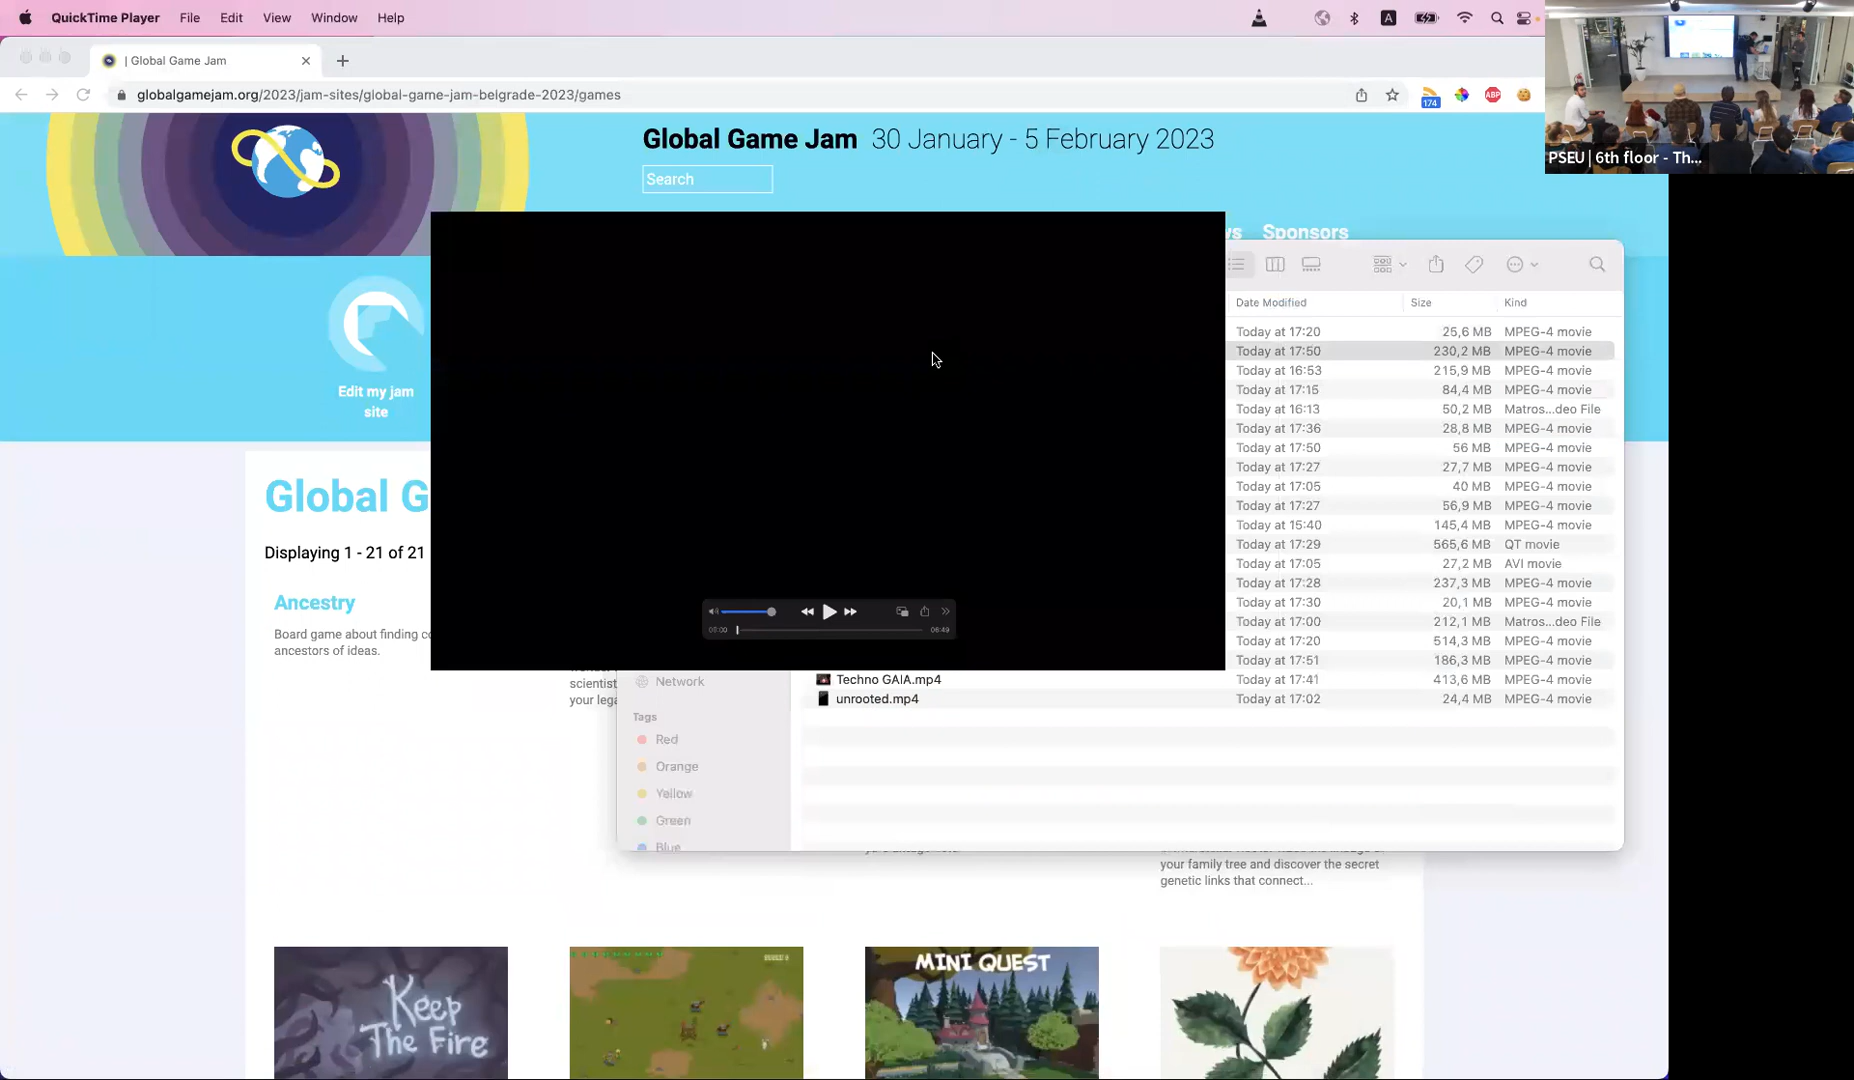 QuickTime Player File Edit View Window Help
A
| Global Game Jam
globalgamejam.org/2023/jam-sites/global-game-jam-belgrade-2023/games
174
ABP
PSEU | 6th floor - Th...
Global Game Jam 30 January - 5 February 2023
Search
Sponsors
Edit my jam
site
Date Modified Size Kind
Today at 17:20 25,6 MB MPEG-4 movie
Today at 17:50 230,2 MB MPEG-4 movie
Today at 16:53 215,9 MB MPEG-4 movie
Today at 17:15 84,4 MB MPEG-4 movie
Today at 16:13 50,2 MB Matros...deo File
Today at 17:36 28,8 MB MPEG-4 movie
Today at 17:50 56 MB MPEG-4 movie
Today at 17:27 27,7 MB MPEG-4 movie
Today at 17:05 40 MB MPEG-4 movie
Today at 17:27 56,9 MB MPEG-4 movie
Today at 15:40 145,4 MB MPEG-4 movie
Today at 17:29 565,6 MB QT movie
Today at 17:05 27,2 MB AVI movie
Today at 17:28 237,3 MB MPEG-4 movie
Today at 17:30 20,1 MB MPEG-4 movie
Today at 17:00 212,1 MB Matros...deo File
Today at 17:20 514,3 MB MPEG-4 movie
Today at 17:51 186,3 MB MPEG-4 movie
Techno GAIA.mp4 Today at 17:41 413,6 MB MPEG-4 movie
unrooted.mp4 Today at 17:02 24,4 MB MPEG-4 movie
Global G
Displaying 1 - 21 of 21
Ancestry
Board game about finding
ancestors of ideas.
00:00 06:49
scientist
your lega
Network
Tags
Red
Orange
Yellow
Green
Blue
your family tree and discover the secret
genetic links that connect...
Keep
The Fire
MINI QUEST